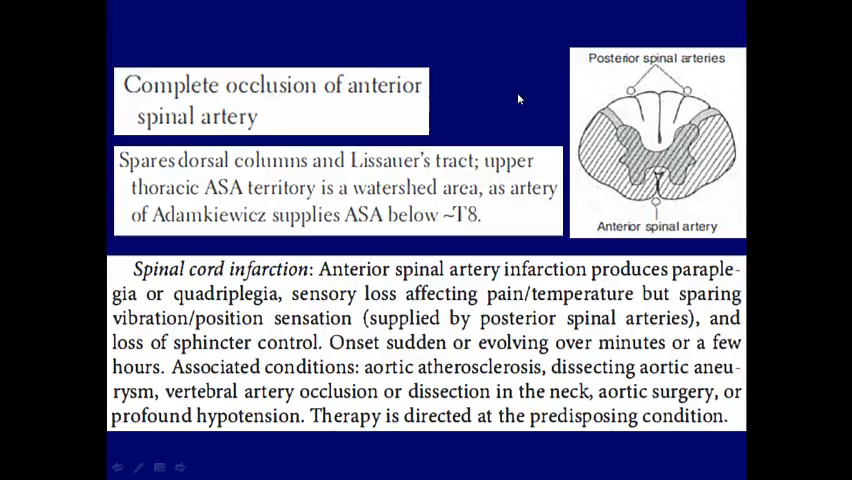 Complete occlusion of anterior
spinal artery
Spares dorsal columns and Lissauer's tract; upper
thoracic ASA territory is a watershed area, as artery
of Adamkiewicz supplies ASA below ~T8.
Posterior spinal arteries
Anterior spinal artery
Spinal cord infarction: Anterior spinal artery infarction produces paraple-
gia or quadriplegia, sensory loss affecting pain/temperature but sparing
vibration/position sensation (supplied by posterior spinal arteries), and
loss of sphincter control. Onset sudden or evolving over minutes or a few
hours. Associated conditions: aortic atherosclerosis, dissecting aortic aneu-
rysm, vertebral artery occlusion or dissection in the neck, aortic surgery, or
profound hypotension. Therapy is directed at the predisposing condition.